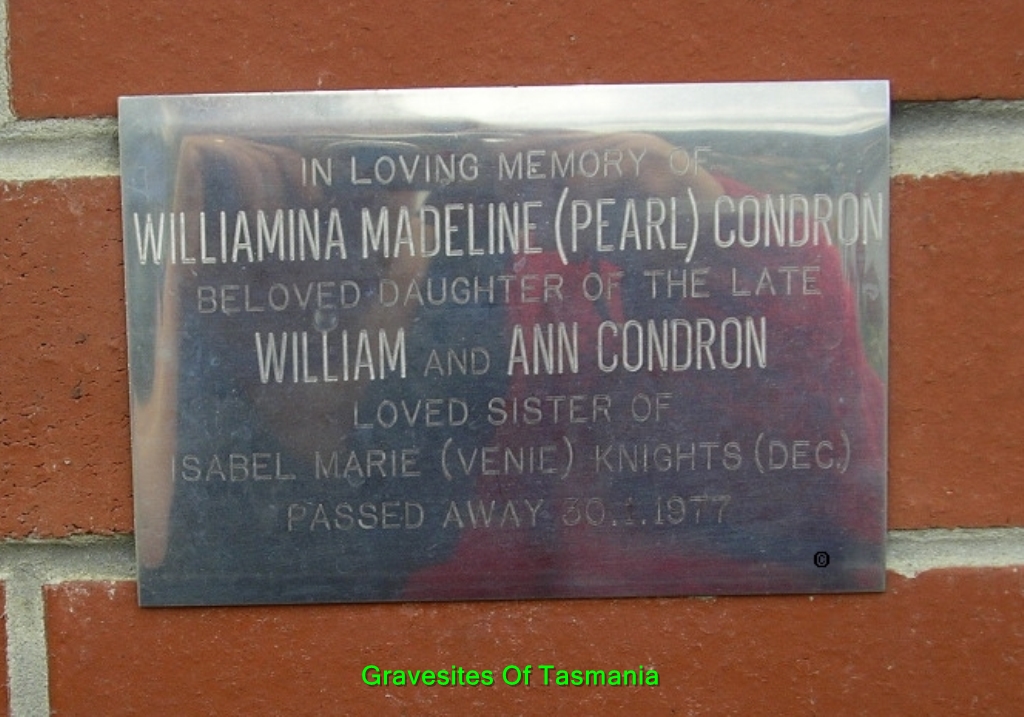 IN LOVING MEMORY OF
WILLIAMINA MADELINE (PEARL) CONDRON
BELOVED DAUGHTER OF THE LATE
WILLIAM AND ANN CONDRON
LOVED SISTER OF
ISABEL MARIE (VENIE) KNIGHTS (DEC.)
PASSED AWAY 30.1.1977
©
Gravesites Of Tasmania